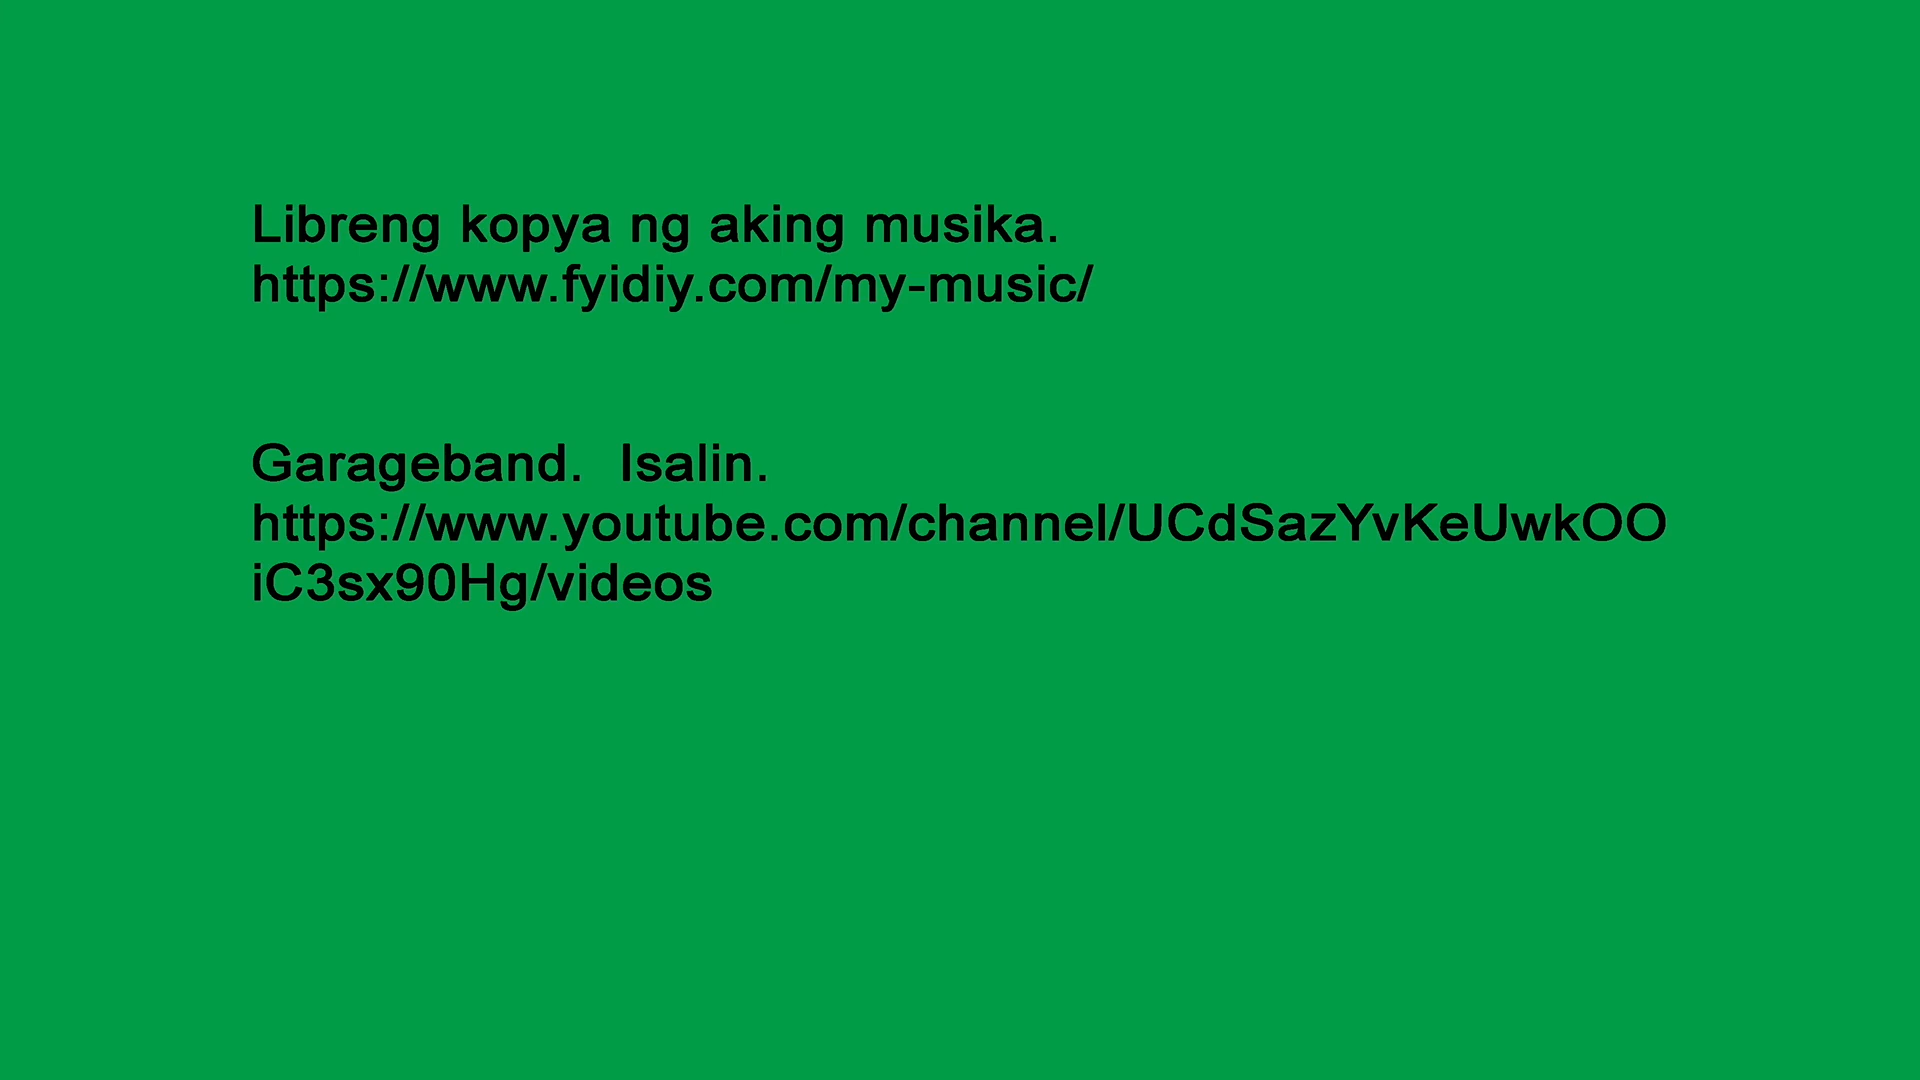 Libreng kopya ng aking musika.
https://www.fyidiy.com/my-music/
Garageband.  Isalin.
https://www.youtube.com/channel/UCdSazYvKeUwkOO
iC3sx90Hg/videos